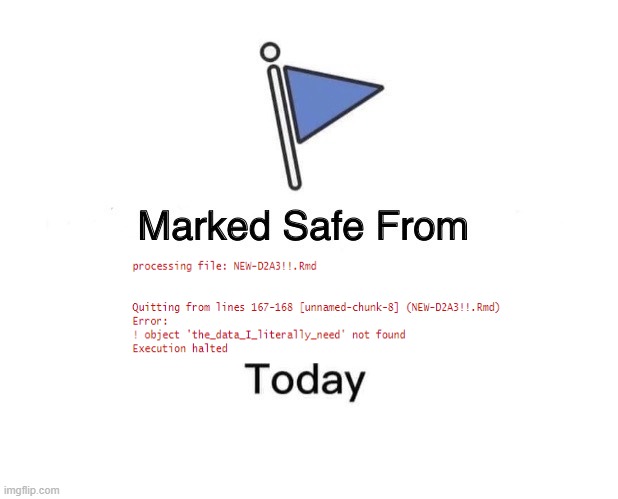 Marked Safe From
processing file: NEW-D2A3!!.Rmd
Quitting from lines 167-168 [unnamed-chunk-8] (NEW-D2A3!!.Rmd)
Error:
! object 'the_data_I_literally_need' not found
Execution halted
Today
imgflip.com